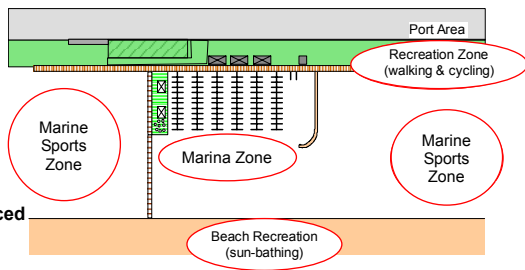 Port Area
Recreation Zone
(walking & cycling)
Marine
Sports
Zone
Marina Zone
Marine
Sports
Zone
ced
Beach Recreation
(sun-bathing)